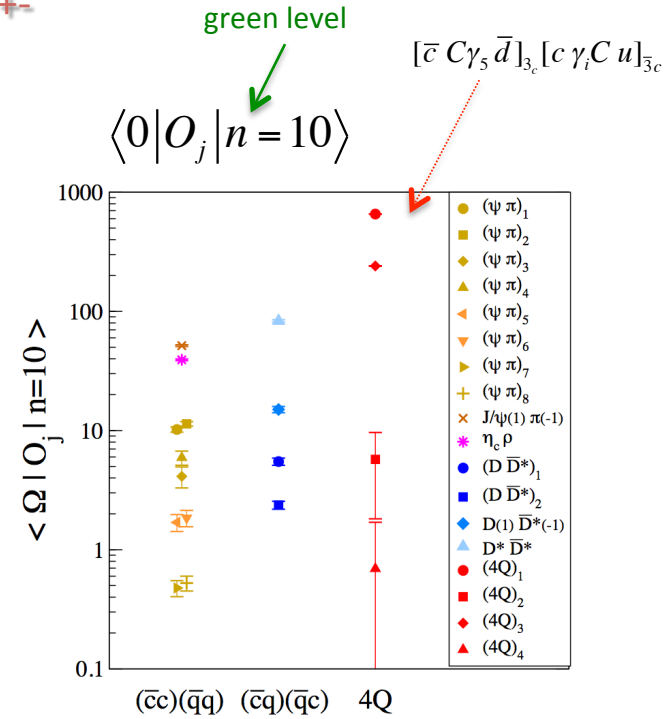 +-
green level
[c̄ Cγ₅ d̄]₃c [c γᵢC u]₃̄c
⟨0|Oⱼ|n = 10⟩
< Ω | Oⱼ | n=10 >
1000
100
10
1
0.1
(c̄c)(q̄q) (c̄q)(q̄c) 4Q
(ψ π)₁
(ψ π)₂
(ψ π)₃
(ψ π)₄
(ψ π)₅
(ψ π)₆
(ψ π)₇
(ψ π)₈
J/ψ(1) π(-1)
η_c ρ
(D D̄*)₁
(D D̄*)₂
D(1) D̄*(-1)
D* D̄*
(4Q)₁
(4Q)₂
(4Q)₃
(4Q)₄